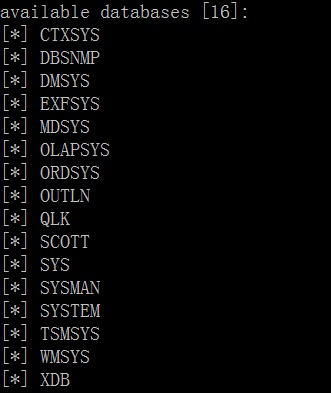 available databases [16]:
[*] CTXSYS
[*] DBSNMP
[*] DMSYS
[*] EXFSYS
[*] MDSYS
[*] OLAPSYS
[*] ORDSYS
[*] OUTLN
[*] QLK
[*] SCOTT
[*] SYS
[*] SYSMAN
[*] SYSTEM
[*] TSMSYS
[*] WMSYS
[*] XDB